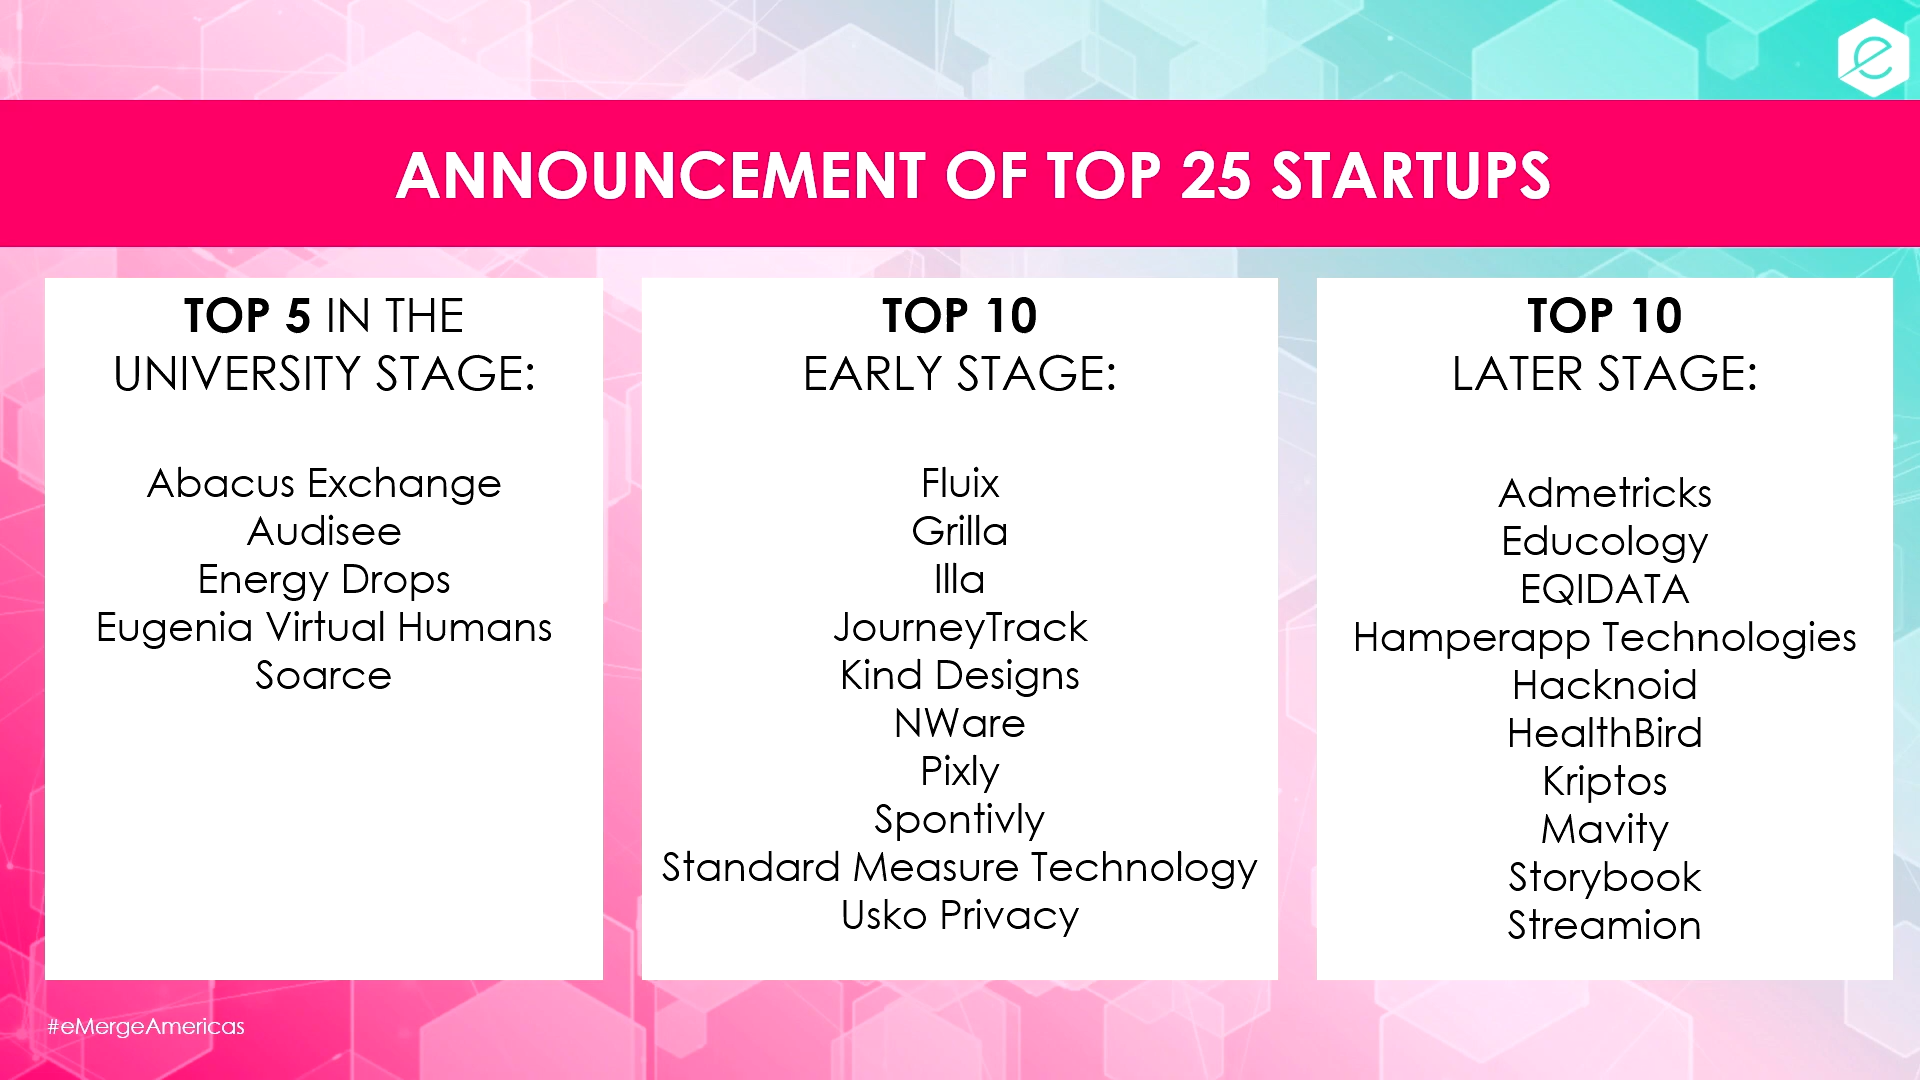 ANNOUNCEMENT OF TOP 25 STARTUPS
TOP 5 IN THE
UNIVERSITY STAGE:
Abacus Exchange
Audisee
Energy Drops
Eugenia Virtual Humans
Soarce
TOP 10
EARLY STAGE:
Fluix
Grilla
Illa
JourneyTrack
Kind Designs
NWare
Pixly
Spontivly
Standard Measure Technology
Usko Privacy
TOP 10
LATER STAGE:
Admetricks
Educology
EQIDATA
Hamperapp Technologies
Hacknoid
HealthBird
Kriptos
Mavity
Storybook
Streamion
#eMergeAmericas